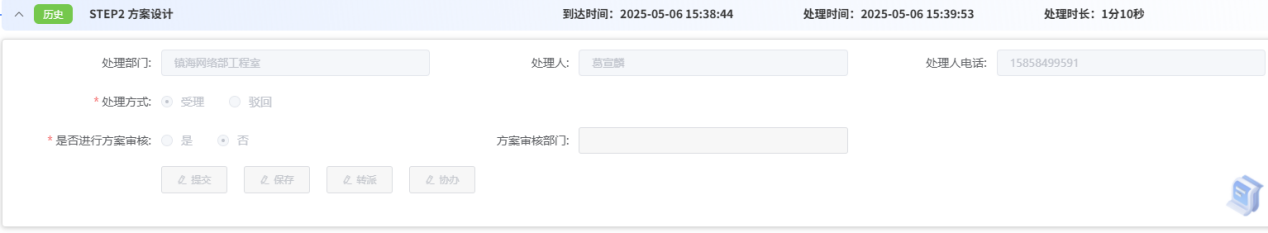 历史 STEP2 方案设计 到达时间：2025-05-06 15:38:44 处理时间：2025-05-06 15:39:53 处理时长：1分10秒
处理部门: 镇海网络部工程室 处理人: 葛宣麟 处理人电话: 15858499591
* 处理方式: 受理 驳回
* 是否进行方案审核: 是 否 方案审核部门:
提交 保存 转派 协办